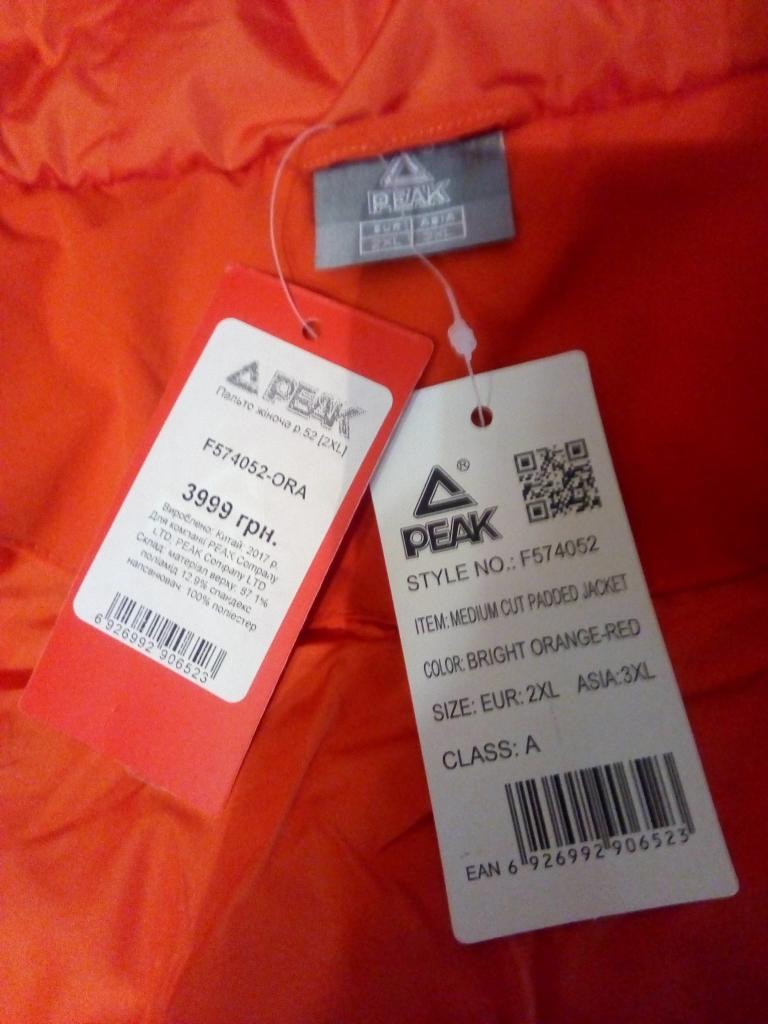 PEAK
EUR ASIA
2XL 3XL
PEAK
Пальто жіноче р.52 [2XL]
F574052-ORA
3999 грн.
Вироблено: Китай, 2017 р.
Для компанії PEAK Company
LTD, PEAK Company LTD
Склад: матеріал верху: 87.1%
поліамід 12.9% спандекс
наповнювач: 100% поліестер
6 926992 906523
®
PEAK
STYLE NO.: F574052
ITEM: MEDIUM CUT PADDED JACKET
COLOR: BRIGHT ORANGE-RED
SIZE: EUR: 2XL ASIA:3XL
CLASS: A
EAN 6 926992 906523